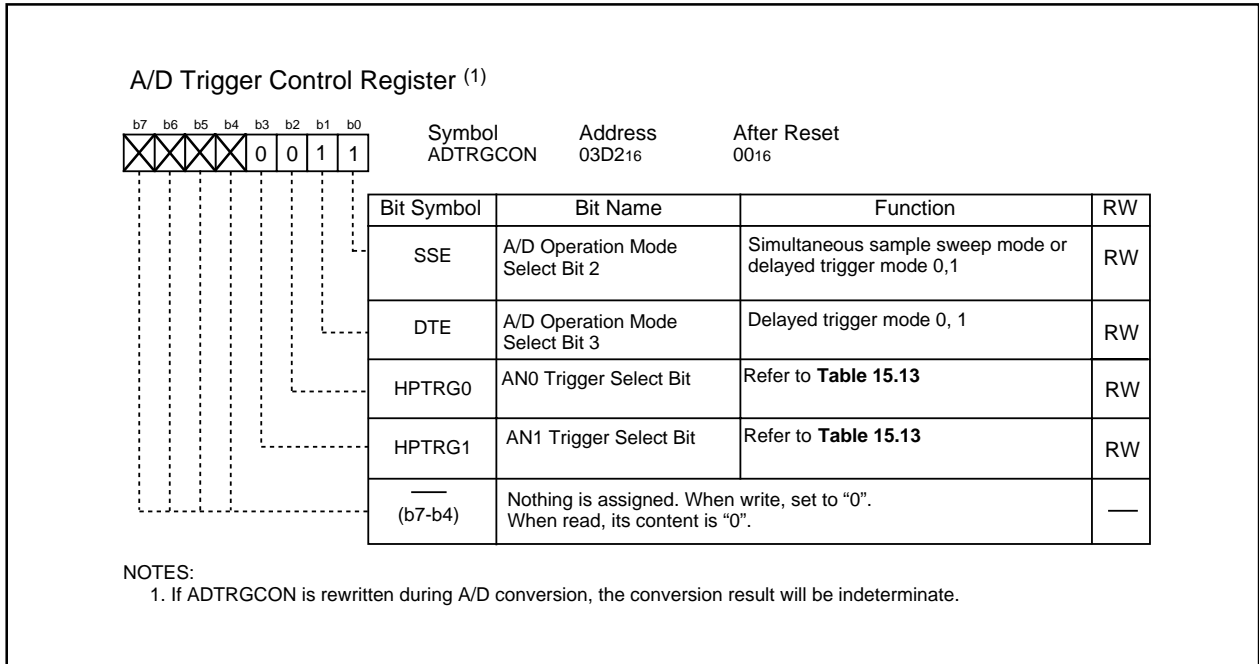 A/D Trigger Control Register (1)
b7 b6 b5 b4 b3 b2 b1 b0
0 0 1 1
Symbol Address After Reset
ADTRGCON 03D216 0016
Bit Symbol Bit Name Function RW
SSE A/D Operation Mode Select Bit 2 Simultaneous sample sweep mode or delayed trigger mode 0,1 RW
DTE A/D Operation Mode Select Bit 3 Delayed trigger mode 0, 1 RW
HPTRG0 AN0 Trigger Select Bit Refer to Table 15.13 RW
HPTRG1 AN1 Trigger Select Bit Refer to Table 15.13 RW
(b7-b4) Nothing is assigned. When write, set to “0”.
When read, its content is “0”.
NOTES:
1. If ADTRGCON is rewritten during A/D conversion, the conversion result will be indeterminate.